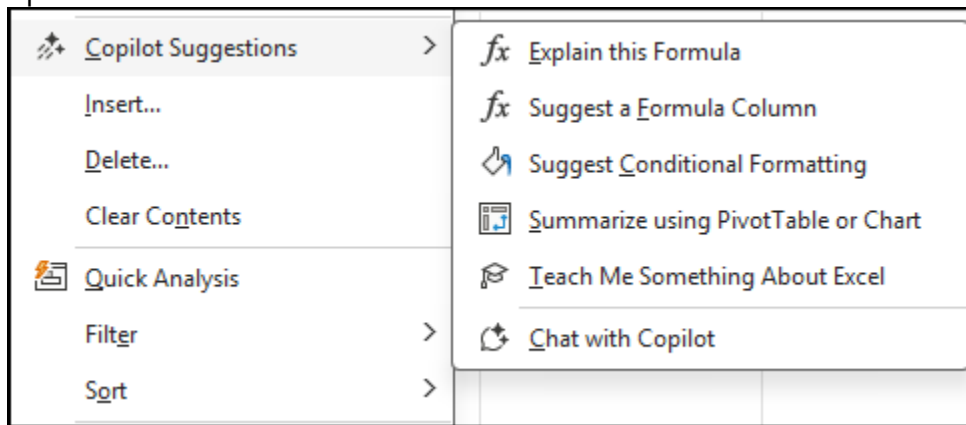 Copilot Suggestions
Insert...
Delete...
Clear Contents
Quick Analysis
Filter
Sort
Explain this Formula
Suggest a Formula Column
Suggest Conditional Formatting
Summarize using PivotTable or Chart
Teach Me Something About Excel
Chat with Copilot